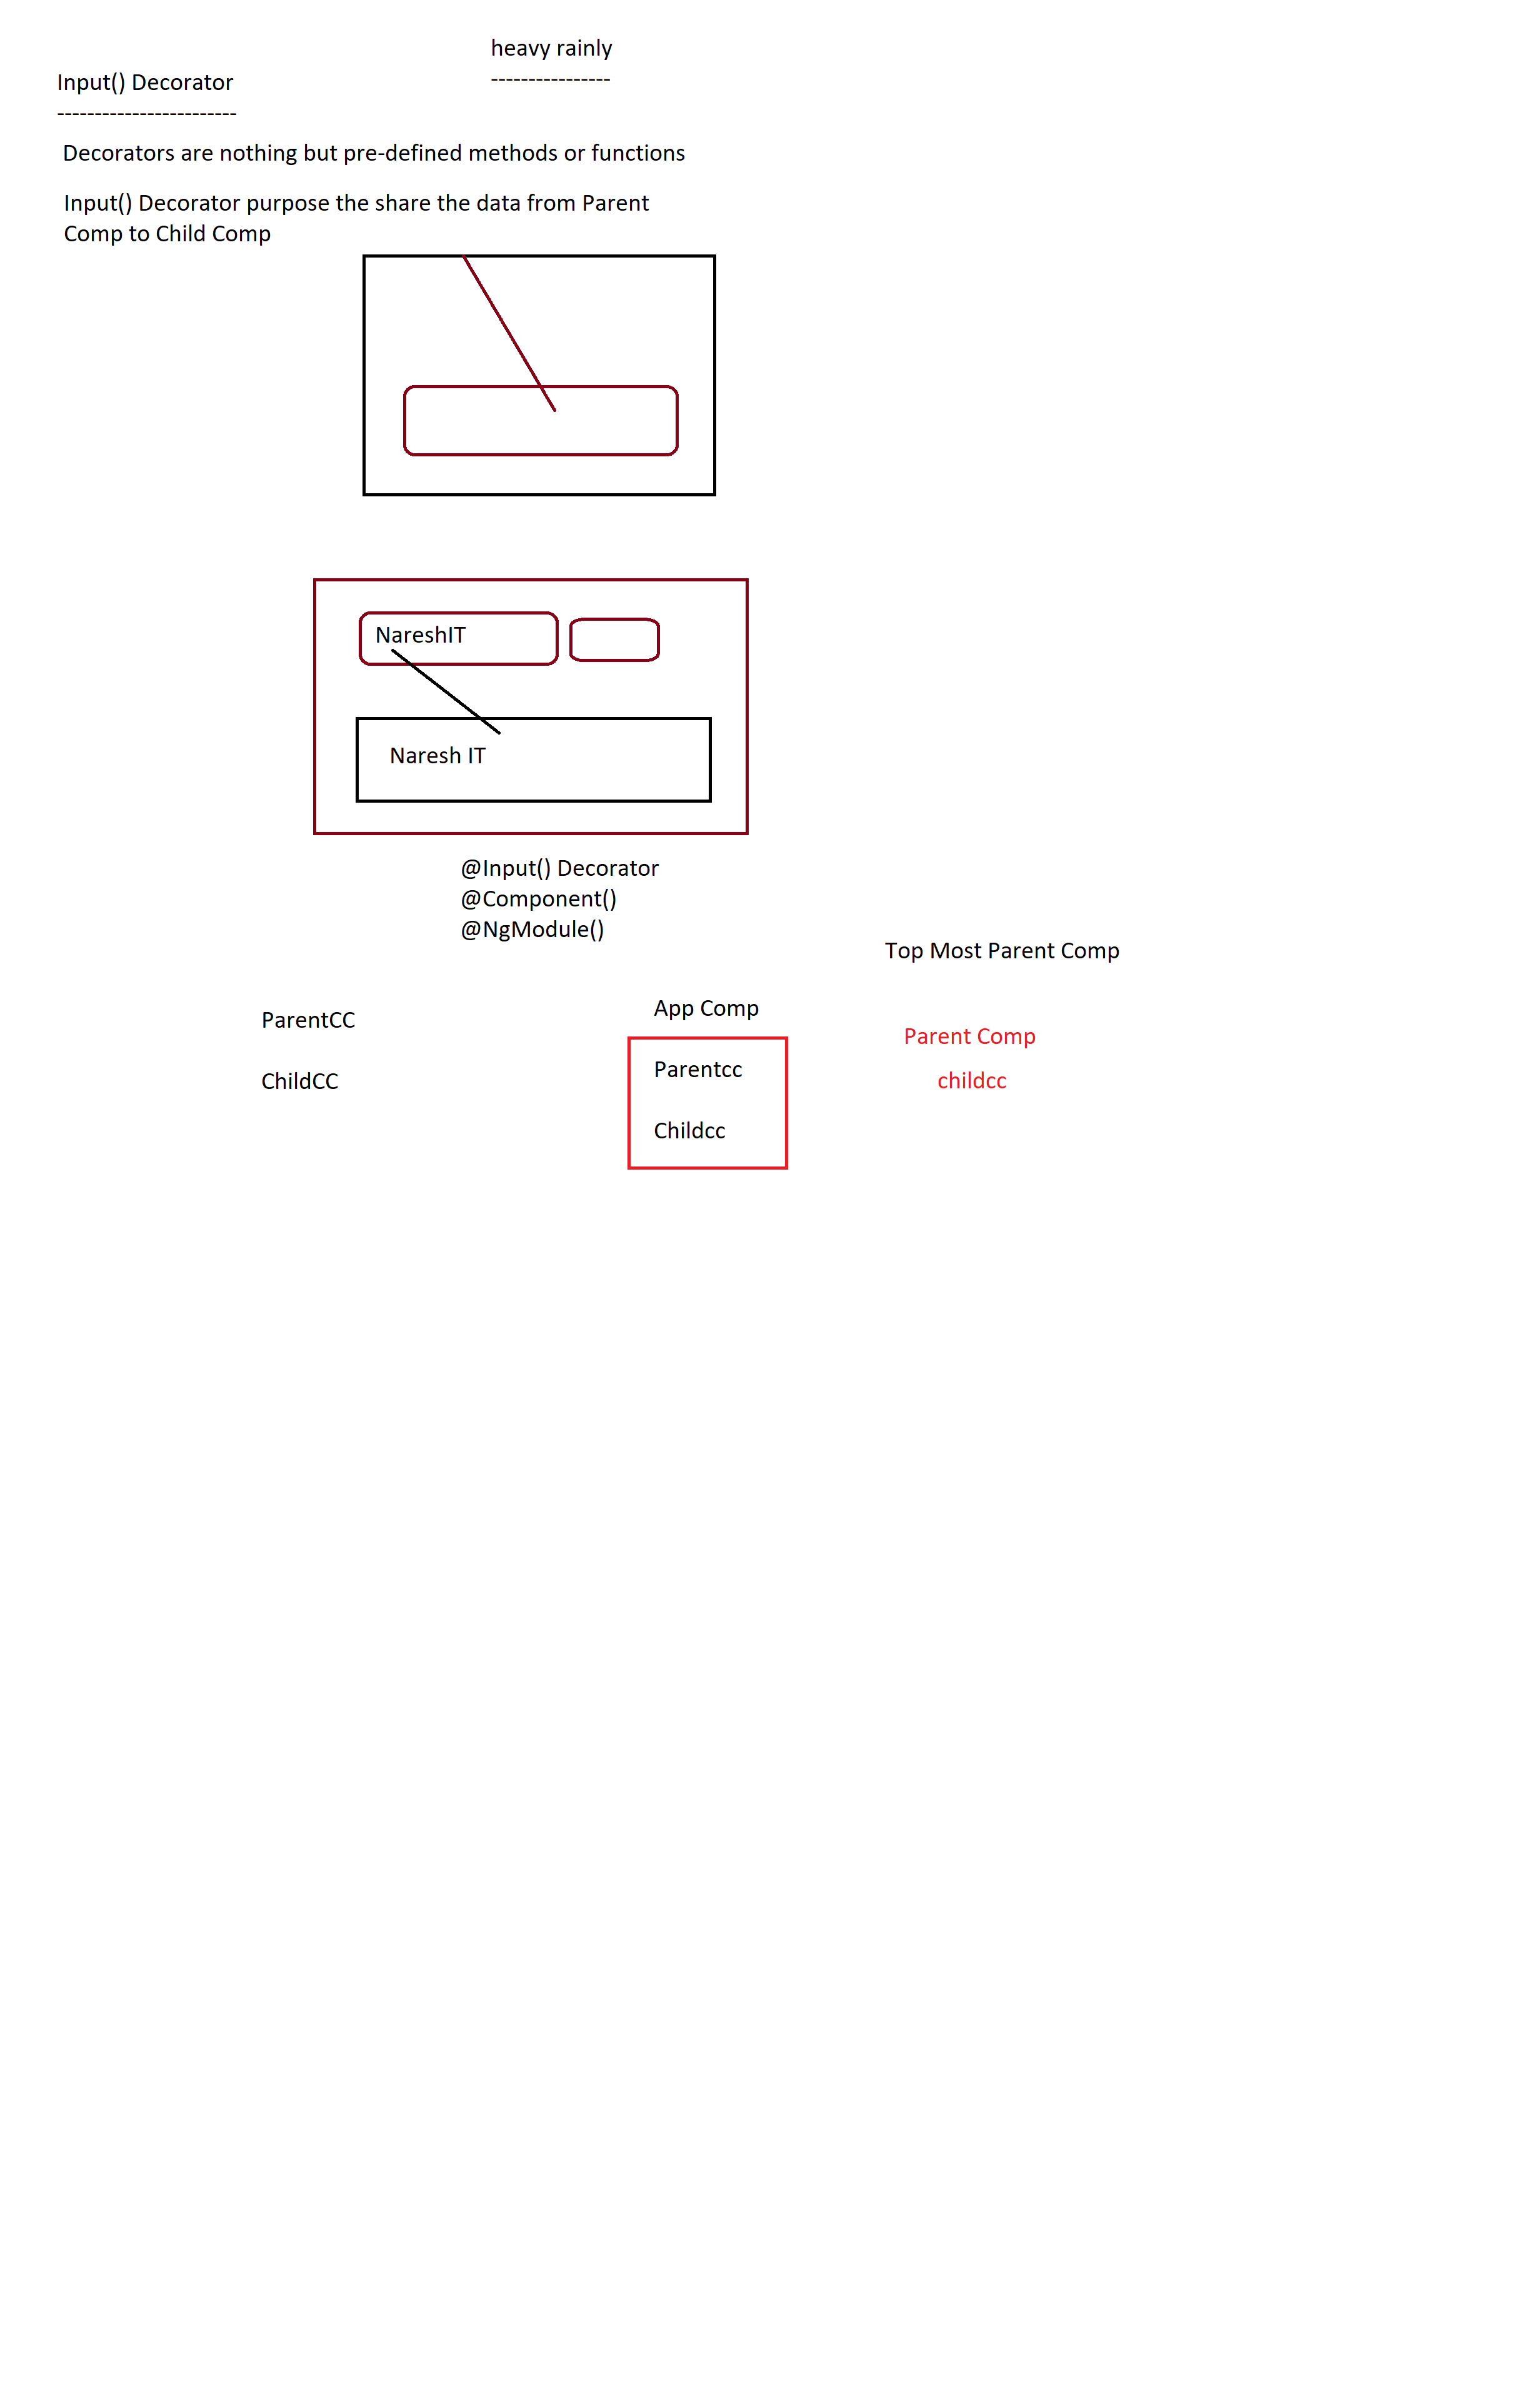 heavy rainly
----------------
Input() Decorator
------------------------
Decorators are nothing but pre-defined methods or functions
Input() Decorator purpose the share the data from Parent
Comp to Child Comp
NareshIT
Naresh IT
@Input() Decorator
@Component()
@NgModule()
Top Most Parent Comp
ParentCC
ChildCC
App Comp
Parentcc
Childcc
Parent Comp
childcc